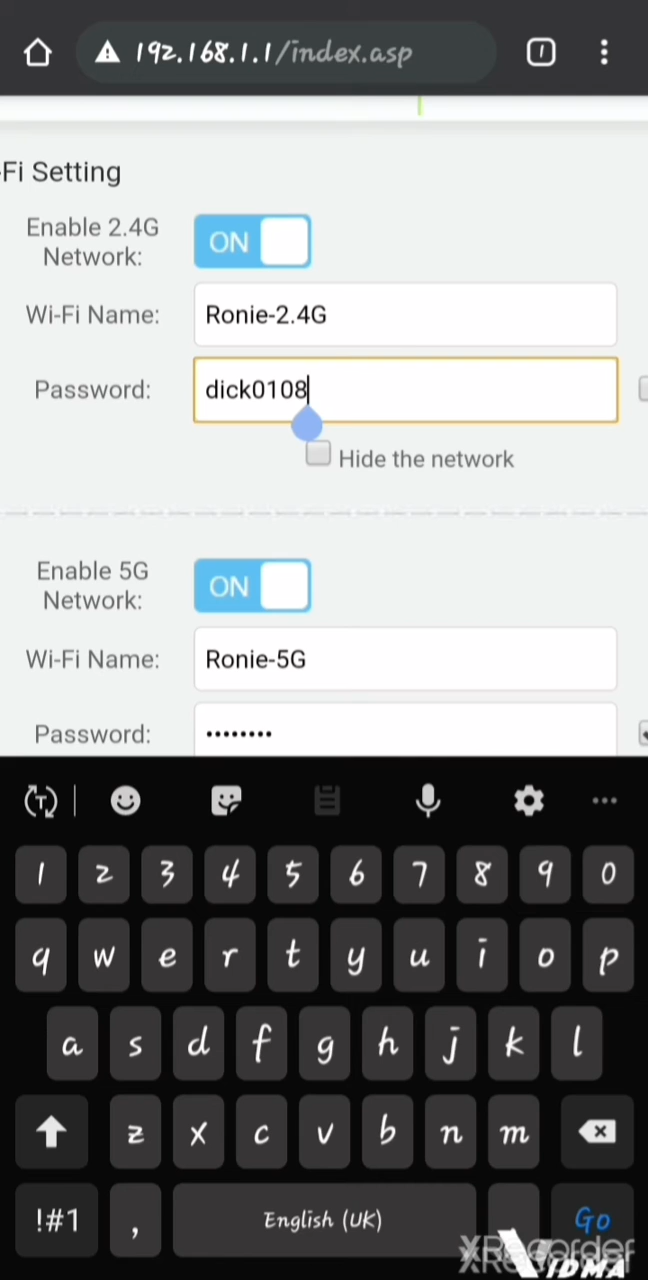 192.168.1.1/index.asp
-Fi Setting
Enable 2.4G
Network:
ON
Wi-Fi Name:
Ronie-2.4G
Password:
dick0108
Hide the network
Enable 5G
Network:
ON
Wi-Fi Name:
Ronie-5G
Password:
••••••••
T
1 2 3 4 5 6 7 8 9 0
q w e r t y u i o p
a s d f g h j k l
z x c v b n m
!#1 , English (UK) Go
XRecorder
VIDMA